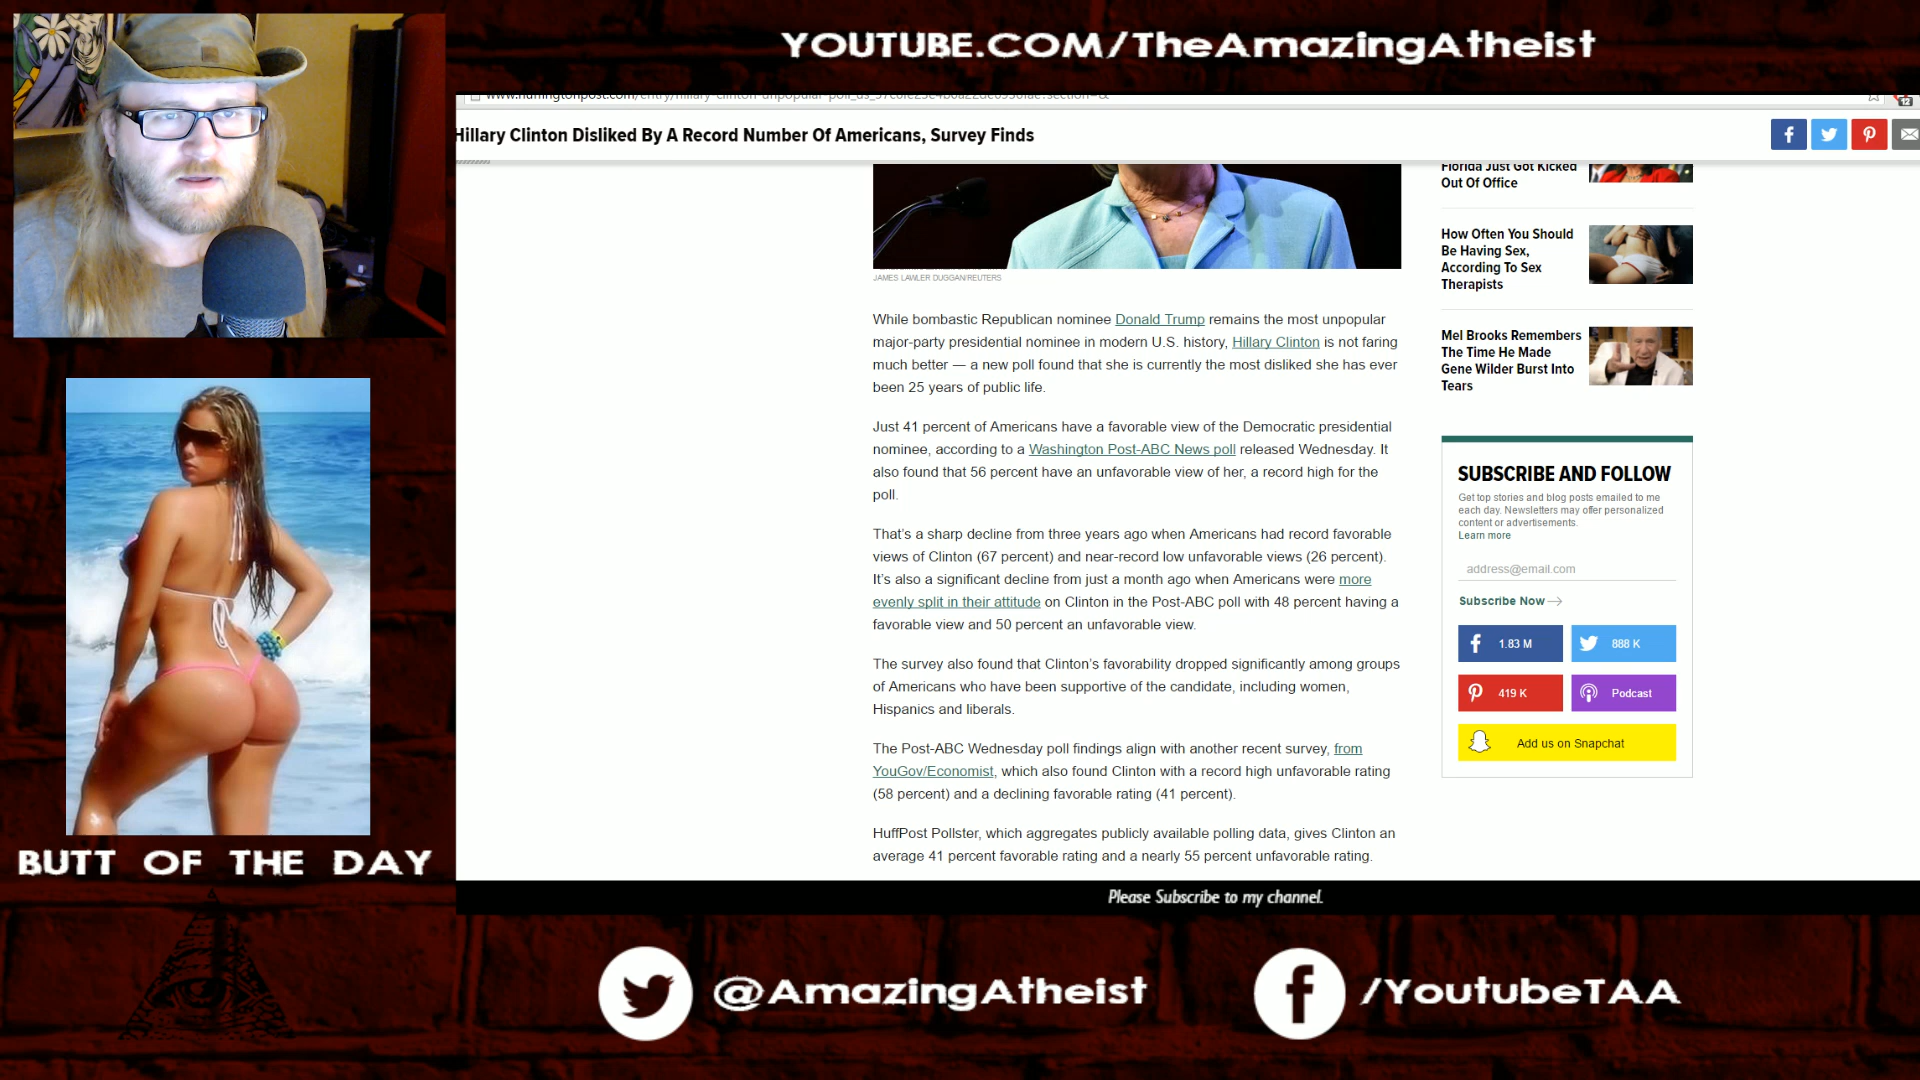 YOUTUBE.COM/TheAmazingAtheist
Hillary Clinton Disliked By A Record Number Of Americans, Survey Finds
12
JAMES LAWLER DUGGAN/REUTERS
While bombastic Republican nominee Donald Trump remains the most unpopular
major-party presidential nominee in modern U.S. history, Hillary Clinton is not faring
much better — a new poll found that she is currently the most disliked she has ever
been 25 years of public life.
Just 41 percent of Americans have a favorable view of the Democratic presidential
nominee, according to a Washington Post-ABC News poll released Wednesday. It
also found that 56 percent have an unfavorable view of her, a record high for the
poll.
That's a sharp decline from three years ago when Americans had record favorable
views of Clinton (67 percent) and near-record low unfavorable views (26 percent).
It's also a significant decline from just a month ago when Americans were more
evenly split in their attitude on Clinton in the Post-ABC poll with 48 percent having a
favorable view and 50 percent an unfavorable view.
The survey also found that Clinton's favorability dropped significantly among groups
of Americans who have been supportive of the candidate, including women,
Hispanics and liberals.
The Post-ABC Wednesday poll findings align with another recent survey, from
YouGov/Economist, which also found Clinton with a record high unfavorable rating
(58 percent) and a declining favorable rating (41 percent).
HuffPost Pollster, which aggregates publicly available polling data, gives Clinton an
average 41 percent favorable rating and a nearly 55 percent unfavorable rating.
Florida Just Got Kicked
Out Of Office
How Often You Should
Be Having Sex,
According To Sex
Therapists
Mel Brooks Remembers
The Time He Made
Gene Wilder Burst Into
Tears
SUBSCRIBE AND FOLLOW
Get top stories and blog posts emailed to me
each day. Newsletters may offer personalized
content or advertisements.
Learn more
address@email.com
Subscribe Now
1.83 M
888 K
419 K
Podcast
Add us on Snapchat
BUTT OF THE DAY
Please Subscribe to my channel.
@AmazingAtheist
/YoutubeTAA